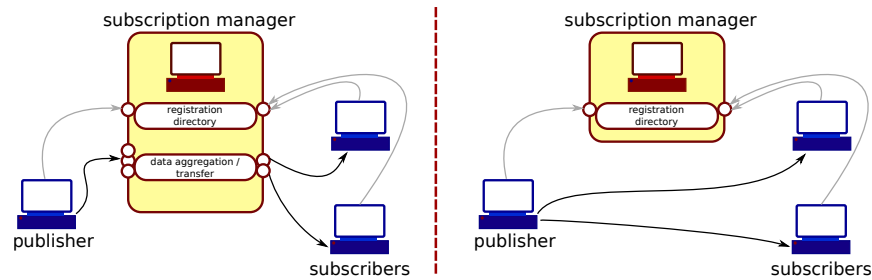 subscription manager
registration
directory
data aggregation /
transfer
publisher
subscribers
subscription manager
registration
directory
publisher
subscribers